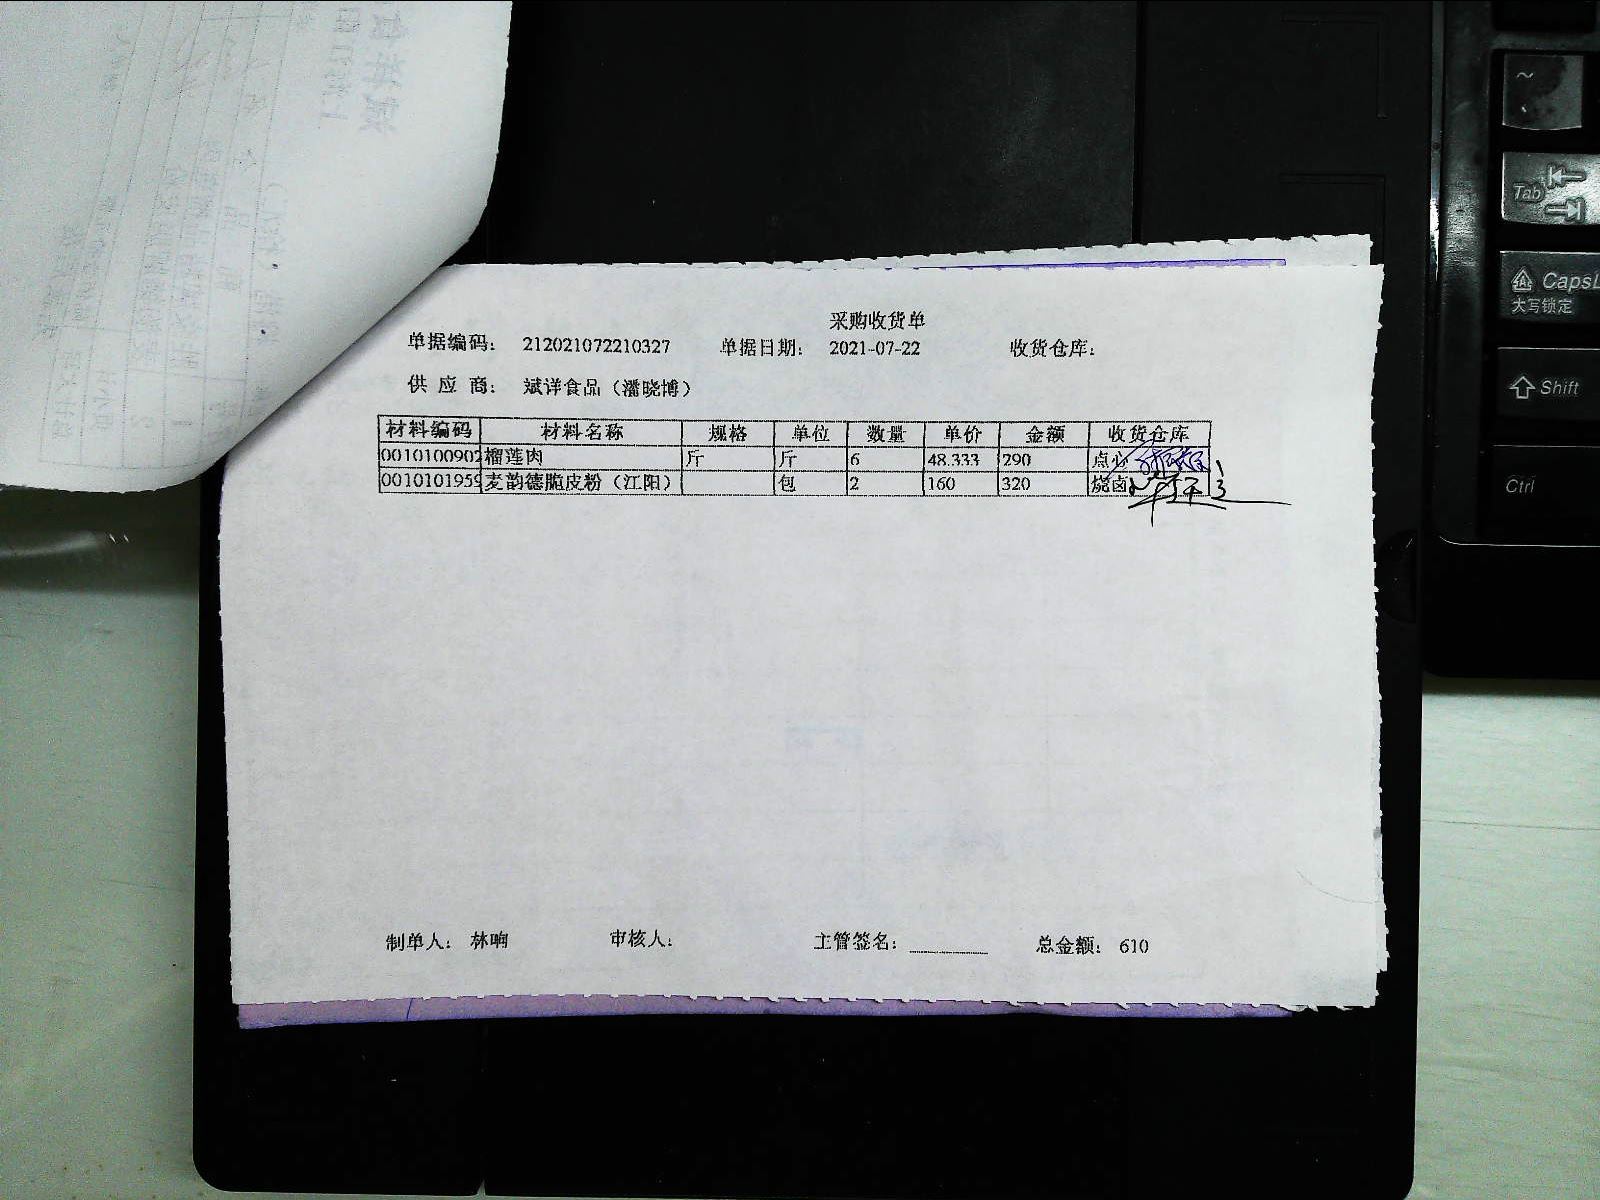 采购收货单
单据编码： 212021072210327 单据日期： 2021-07-22 收货仓库：
供 应 商： 斌详食品（潘晓博）
材料编码 材料名称 规格 单位 数量 单价 金额 收货仓库
0010100902 榴莲肉 斤 斤 6 48.333 290 点心
0010101959 麦韵德脆皮粉（江阳） 包 2 160 320 烧卤
制单人： 林响 审核人： 主管签名： 总金额： 610
~
Tab
CapsL
大写锁定
Shift
Ctrl